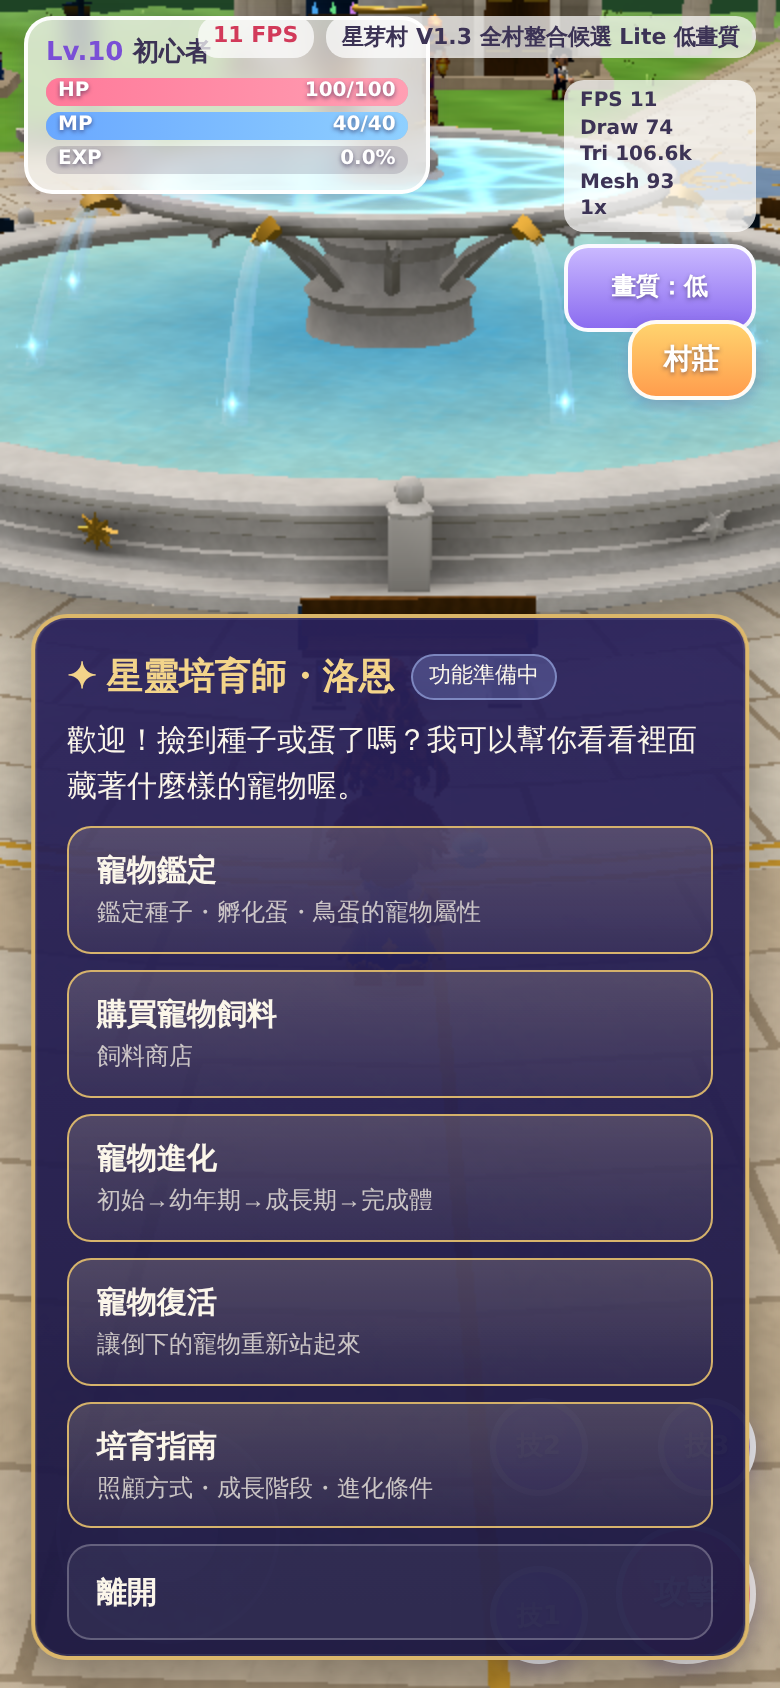 Lv.10 初心者
11 FPS
星芽村 V1.3 全村整合候選 Lite 低畫質
HP 100/100
MP 40/40
EXP 0.0%
FPS 11
Draw 74
Tri 106.6k
Mesh 93
1x
畫質：低
村莊
✦ 星靈培育師・洛恩 功能準備中
歡迎！撿到種子或蛋了嗎？我可以幫你看看裡面
藏著什麼樣的寵物喔。
寵物鑑定
鑑定種子・孵化蛋・鳥蛋的寵物屬性
購買寵物飼料
飼料商店
寵物進化
初始→幼年期→成長期→完成體
寵物復活
讓倒下的寵物重新站起來
技2 技3
培育指南
照顧方式・成長階段・進化條件
離開
技1 攻擊